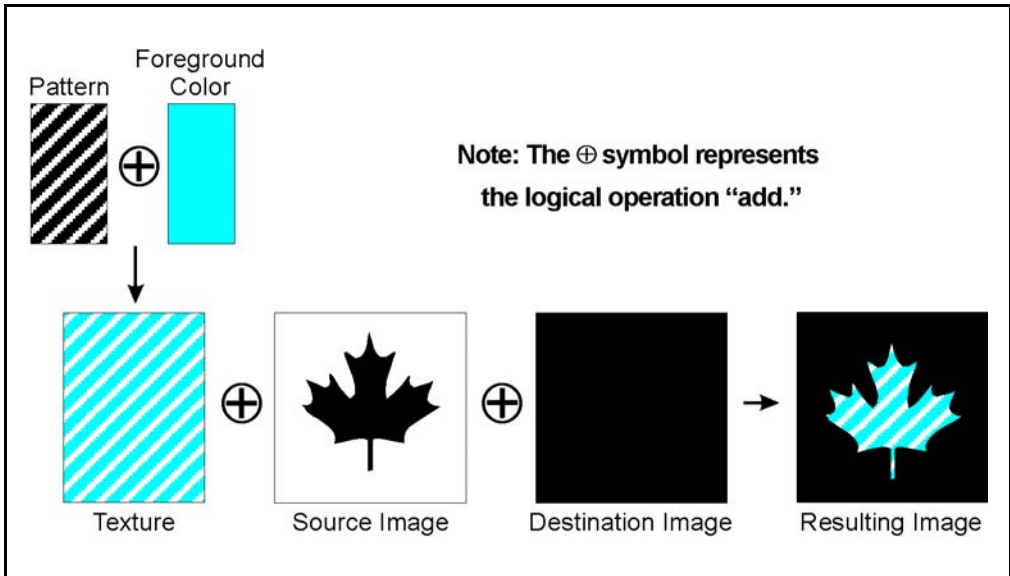 Foreground
Color
Pattern
Note: The ⊕ symbol represents
the logical operation “add.”
Texture
Source Image
Destination Image
Resulting Image